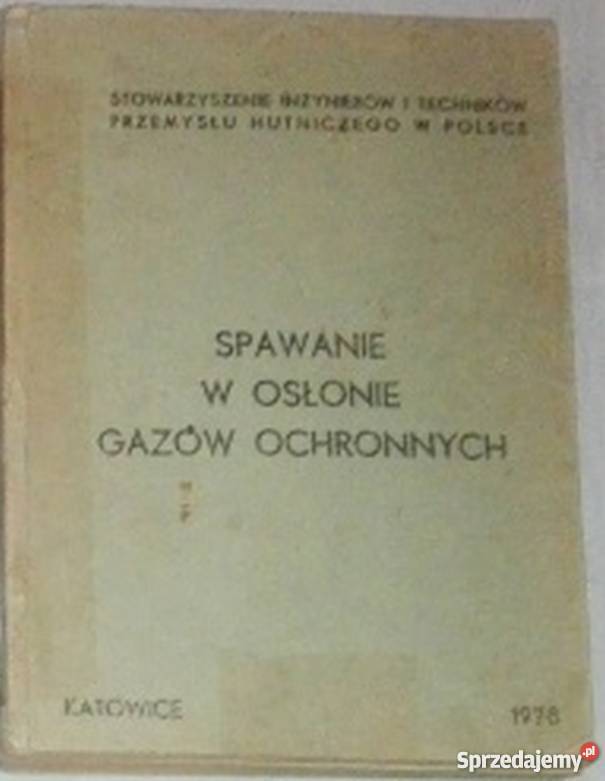 STOWARZYSZENIE INŻYNIERÓW I TECHNIKÓW
PRZEMYSŁU HUTNICZEGO W POLSCE
SPAWANIE
W OSŁONIE
GAZÓW OCHRONNYCH
KATOWICE 1978
Sprzedajemy.pl